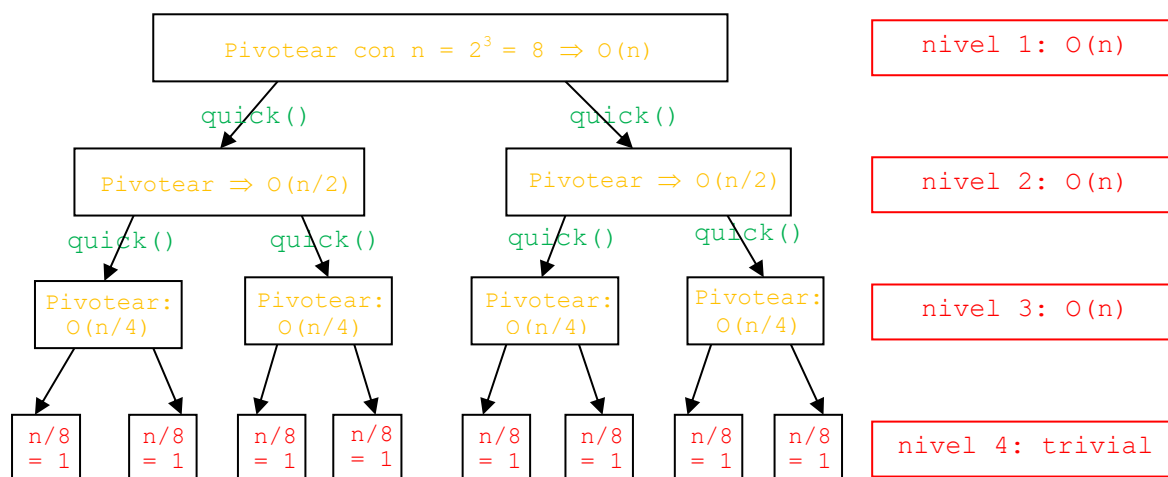 Pivotear con n = 2³ = 8 ⇒ O(n)
nivel 1: O(n)
quick()
quick()
Pivotear ⇒ O(n/2)
Pivotear ⇒ O(n/2)
nivel 2: O(n)
quick()
quick()
quick()
quick()
Pivotear:
O(n/4)
Pivotear:
O(n/4)
Pivotear:
O(n/4)
Pivotear:
O(n/4)
nivel 3: O(n)
n/8
= 1
n/8
= 1
n/8
= 1
n/8
= 1
n/8
= 1
n/8
= 1
n/8
= 1
n/8
= 1
nivel 4: trivial